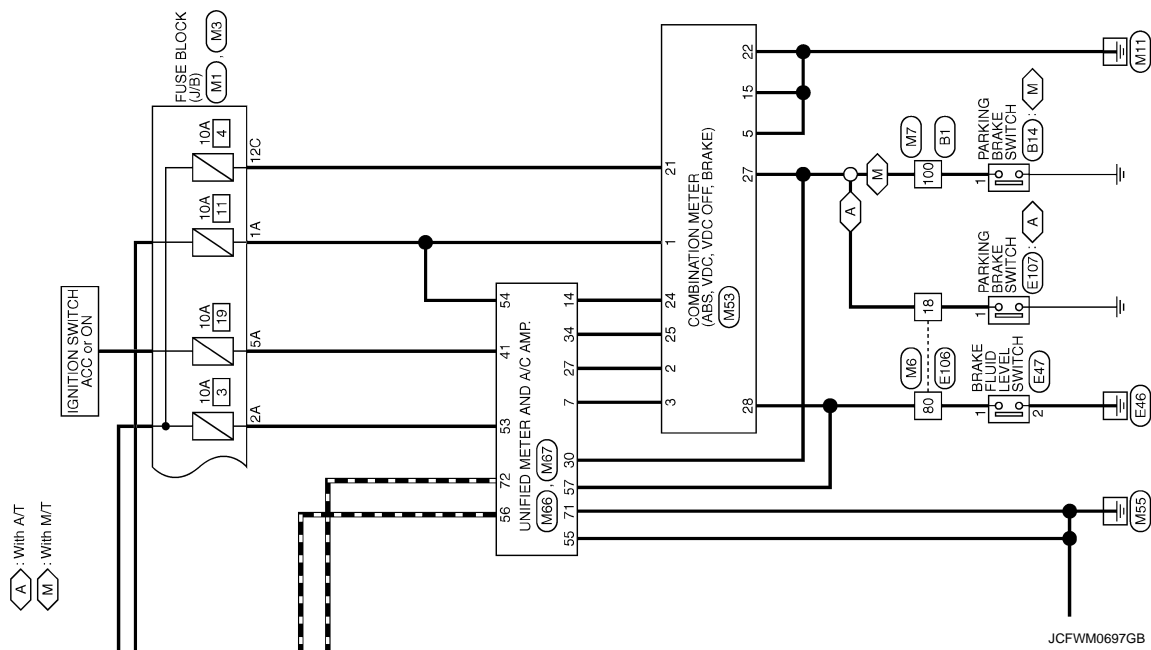 A : With A/T
M : With M/T
IGNITION SWITCH
ACC or ON
FUSE BLOCK
(J/B)
M1 , M3
10A 3
10A 19
10A 11
10A 4
2A
5A
1A
12C
UNIFIED METER AND A/C AMP.
M66 , M67
56
72
53
41
54
55
71
57
30
7
27
34
14
COMBINATION METER
(ABS, VDC, VDC OFF, BRAKE)
M53
3
2
25
24
1
21
28
27
5
15
22
A
M
M6
E106
80
18
M7
B1
100
BRAKE
FLUID
LEVEL
SWITCH
E47
1
2
PARKING
BRAKE
SWITCH
E107 : A
1
PARKING
BRAKE
SWITCH
B14 : M
1
M55
E46
M11
JCFWM0697GB